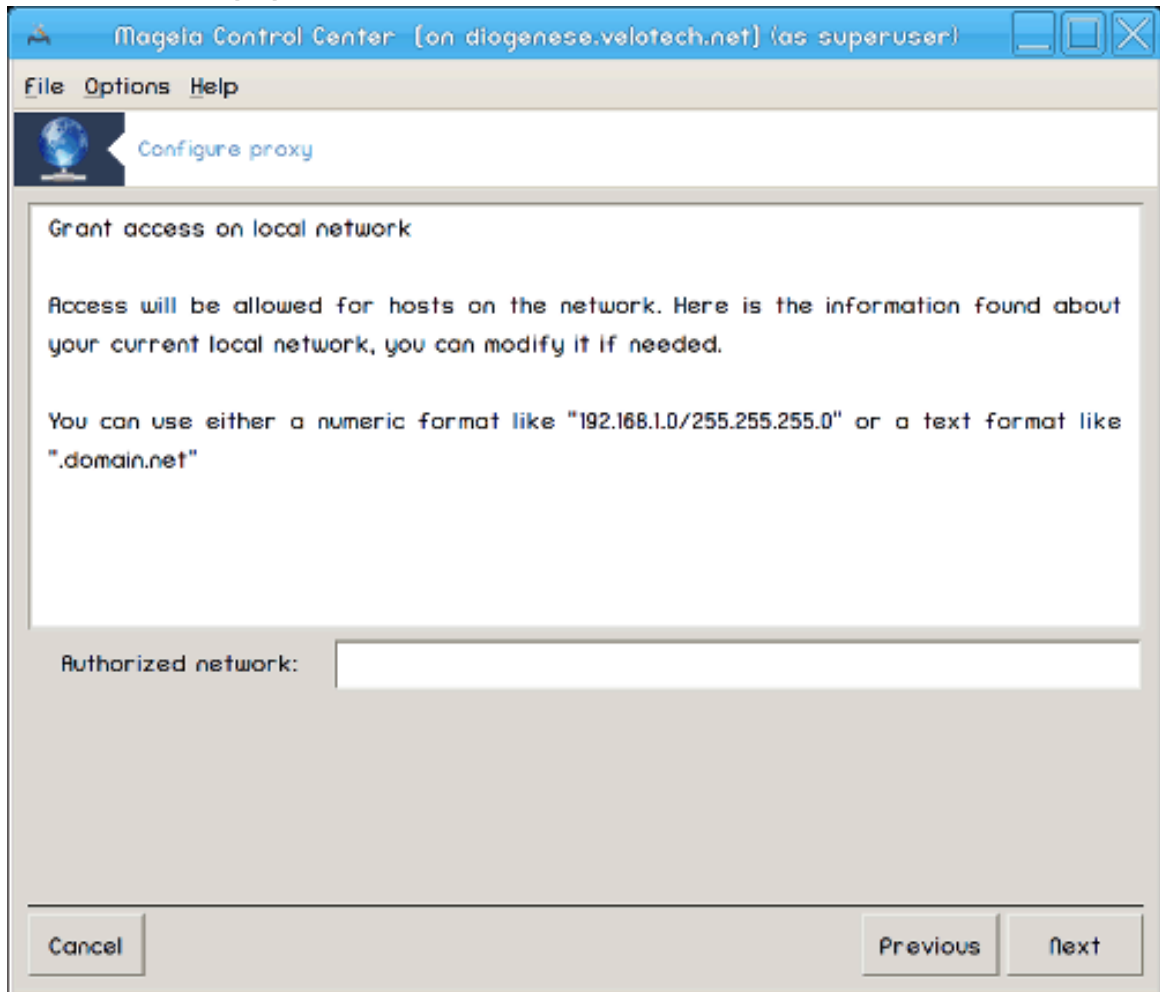 Mageia Control Center [on diogenese.velotech.net] (as superuser)
File Options Help
Configure proxy
Grant access on local network
Access will be allowed for hosts on the network. Here is the information found about
your current local network, you can modify it if needed.
You can use either a numeric format like "192.168.1.0/255.255.255.0" or a text format like
".domain.net"
Authorized network:
Cancel Previous Next